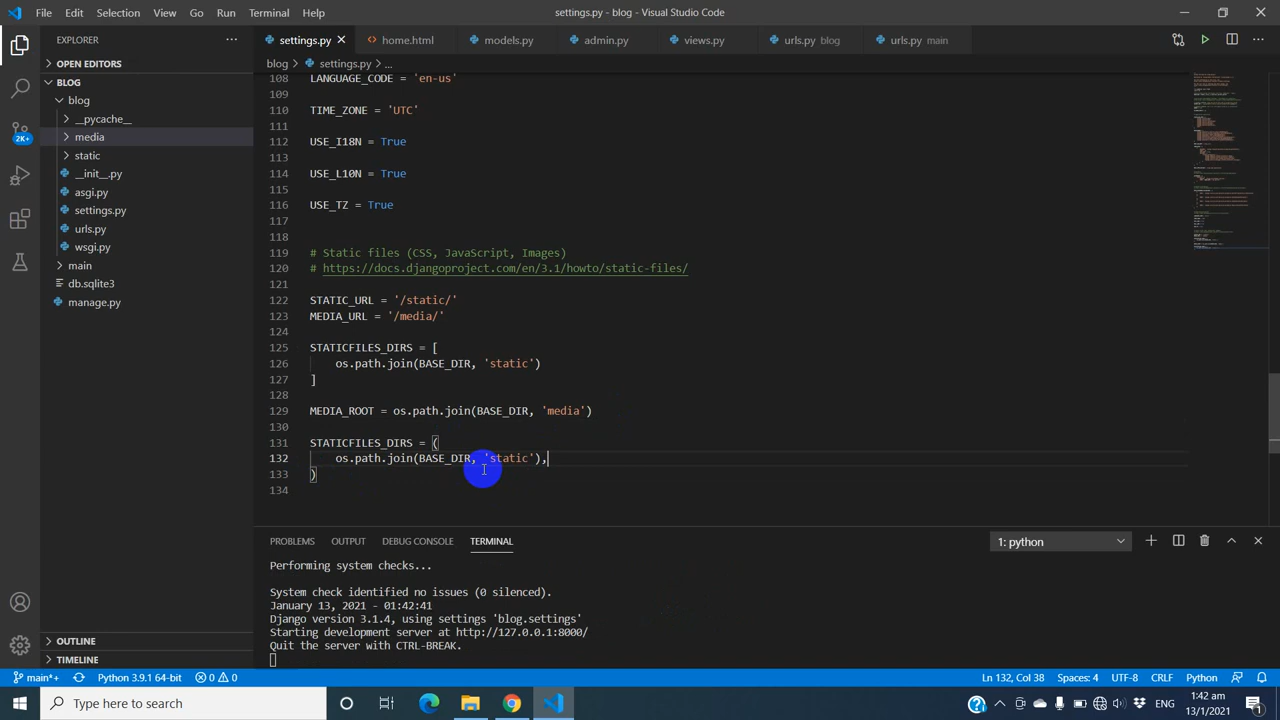 File Edit Selection View Go Run Terminal Help
settings.py - blog - Visual Studio Code
EXPLORER
OPEN EDITORS
BLOG
blog
__pycache__
media
static
__init__.py
asgi.py
settings.py
urls.py
wsgi.py
main
db.sqlite3
manage.py
OUTLINE
TIMELINE
2K+
settings.py home.html models.py admin.py views.py urls.py blog urls.py main
blog > settings.py > ...
108 LANGUAGE_CODE = 'en-us'
109
110 TIME_ZONE = 'UTC'
111
112 USE_I18N = True
113
114 USE_L10N = True
115
116 USE_TZ = True
117
118
119 # Static files (CSS, JavaScript, Images)
120 # https://docs.djangoproject.com/en/3.1/howto/static-files/
121
122 STATIC_URL = '/static/'
123 MEDIA_URL = '/media/'
124
125 STATICFILES_DIRS = [
126 os.path.join(BASE_DIR, 'static')
127 ]
128
129 MEDIA_ROOT = os.path.join(BASE_DIR, 'media')
130
131 STATICFILES_DIRS = (
132 os.path.join(BASE_DIR, 'static'),
133 )
134
PROBLEMS OUTPUT DEBUG CONSOLE TERMINAL 1: python
Performing system checks...
System check identified no issues (0 silenced).
January 13, 2021 - 01:42:41
Django version 3.1.4, using settings 'blog.settings'
Starting development server at http://127.0.0.1:8000/
Quit the server with CTRL-BREAK.
main*+ Python 3.9.1 64-bit 0 0 Ln 132, Col 38 Spaces: 4 UTF-8 CRLF Python
Type here to search
1:42 am
13/1/2021